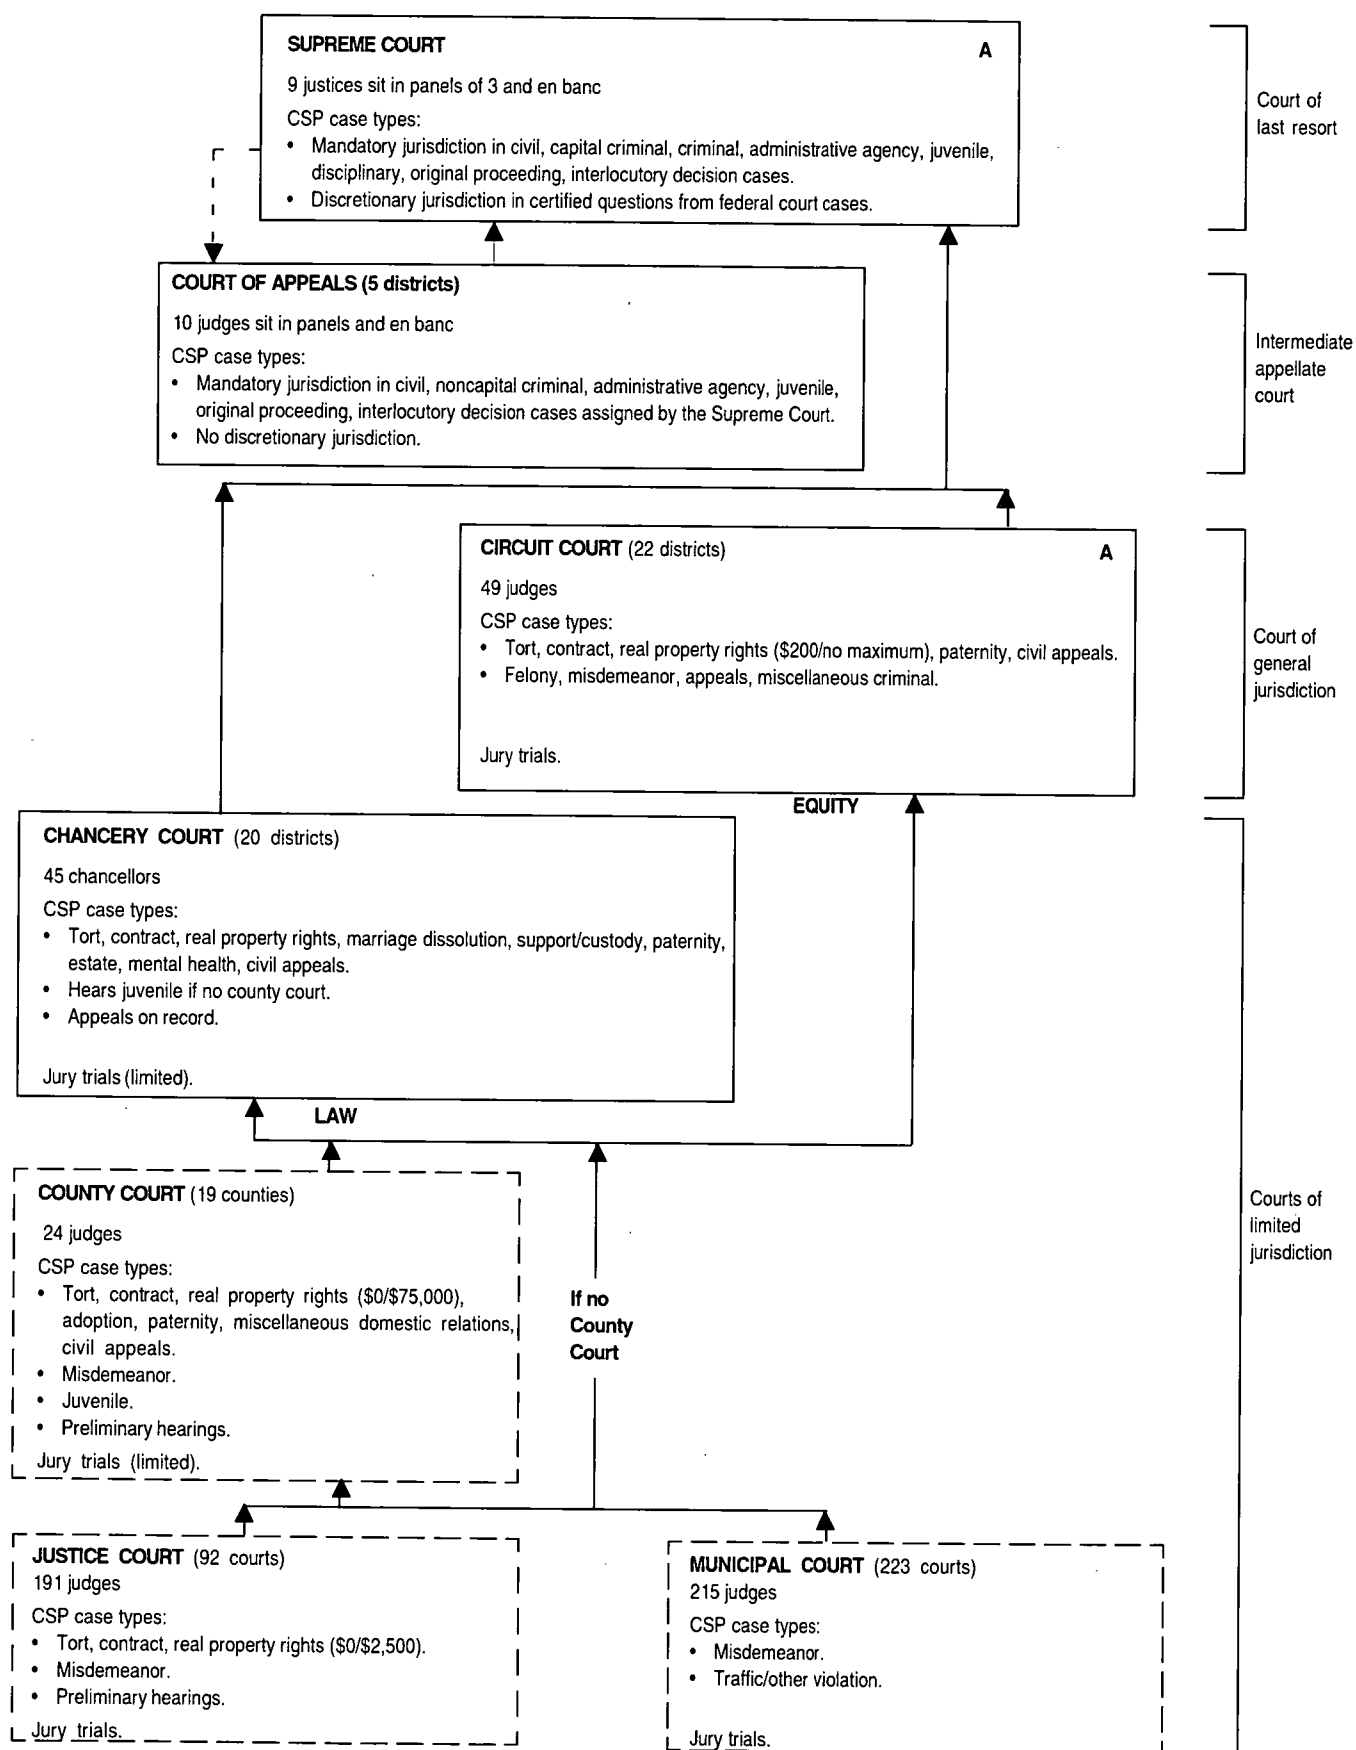 SUPREME COURT
A
9 justices sit in panels of 3 and en banc
CSP case types:
• Mandatory jurisdiction in civil, capital criminal, criminal, administrative agency, juvenile,
disciplinary, original proceeding, interlocutory decision cases.
• Discretionary jurisdiction in certified questions from federal court cases.
Court of
last resort
COURT OF APPEALS (5 districts)
10 judges sit in panels and en banc
CSP case types:
• Mandatory jurisdiction in civil, noncapital criminal, administrative agency, juvenile,
original proceeding, interlocutory decision cases assigned by the Supreme Court.
• No discretionary jurisdiction.
Intermediate
appellate
court
CIRCUIT COURT (22 districts)
A
49 judges
CSP case types:
• Tort, contract, real property rights ($200/no maximum), paternity, civil appeals.
• Felony, misdemeanor, appeals, miscellaneous criminal.
Jury trials.
Court of
general
jurisdiction
EQUITY
CHANCERY COURT (20 districts)
45 chancellors
CSP case types:
• Tort, contract, real property rights, marriage dissolution, support/custody, paternity,
estate, mental health, civil appeals.
• Hears juvenile if no county court.
• Appeals on record.
Jury trials (limited).
LAW
COUNTY COURT (19 counties)
24 judges
CSP case types:
• Tort, contract, real property rights ($0/$75,000),
adoption, paternity, miscellaneous domestic relations,
civil appeals.
• Misdemeanor.
• Juvenile.
• Preliminary hearings.
Jury trials (limited).
If no
County
Court
Courts of
limited
jurisdiction
JUSTICE COURT (92 courts)
191 judges
CSP case types:
• Tort, contract, real property rights ($0/$2,500).
• Misdemeanor.
• Preliminary hearings.
Jury trials.
MUNICIPAL COURT (223 courts)
215 judges
CSP case types:
• Misdemeanor.
• Traffic/other violation.
Jury trials.